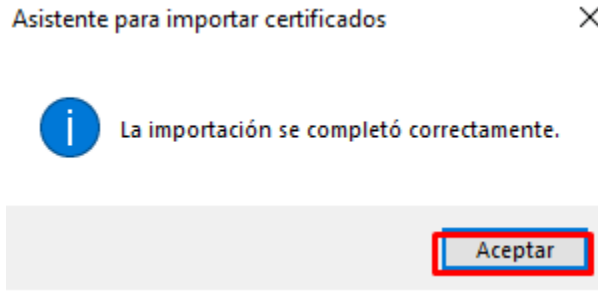 Asistente para importar certificados
La importación se completó correctamente.
Aceptar